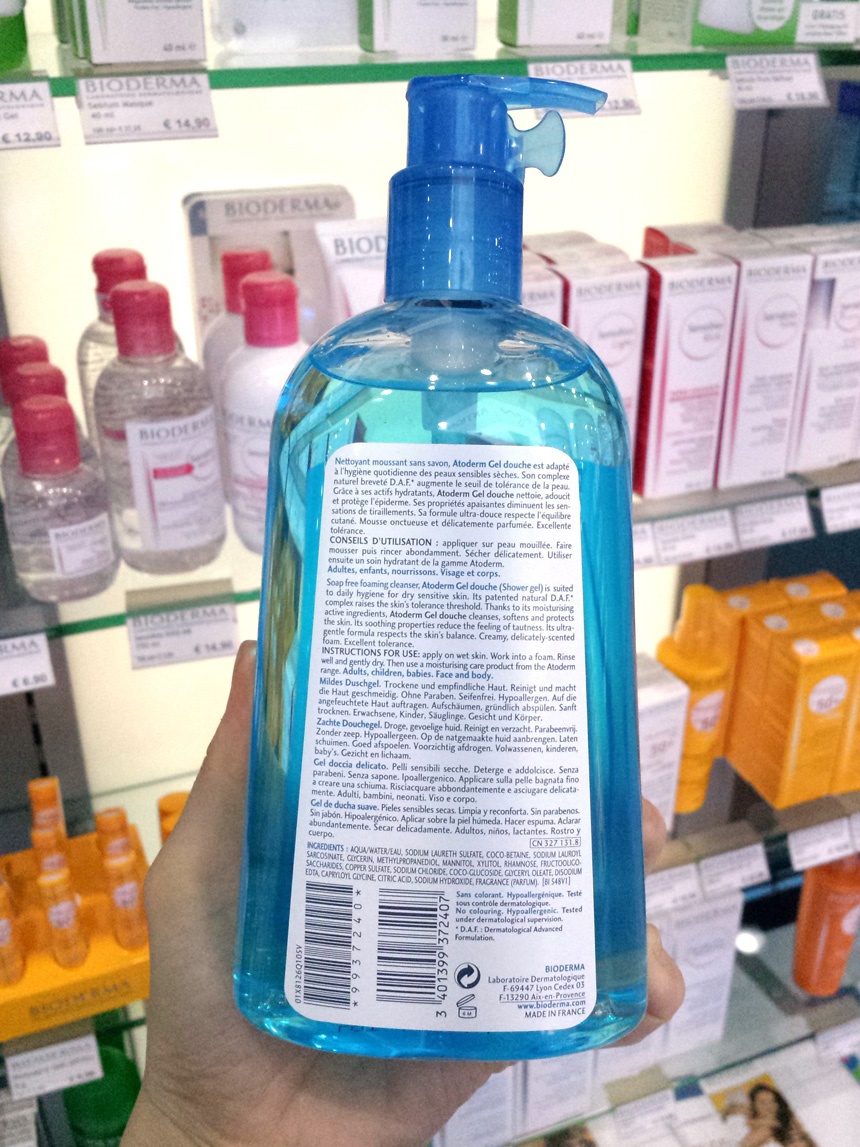 BIODERMA
Sebium Masque
40 ml
€ 14,90
€ 12,90
BIODERMA
BIODERMA
GRATIS
BIODERMA
BIODERMA
BIODERMA
BIODERMA
BIODERMA
€ 6,90
Nettoyant moussant sans savon, Atoderm Gel douche est adapté
à l'hygiène quotidienne des peaux sensibles sèches. Son complexe
naturel breveté D.A.F.* augmente le seuil de tolérance de la peau.
Grâce à ses actifs hydratants, Atoderm Gel douche nettoie, adoucit
et protège l'épiderme. Ses propriétés apaisantes diminuent les sen-
sations de tiraillements. Sa formule ultra-douce respecte l'équilibre
cutané. Mousse onctueuse et délicatement parfumée. Excellente
tolérance.
CONSEILS D'UTILISATION : appliquer sur peau mouillée. Faire
mousser puis rincer abondamment. Sécher délicatement. Utiliser
ensuite un soin hydratant de la gamme Atoderm.
Adultes, enfants, nourrissons. Visage et corps.
Soap free foaming cleanser, Atoderm Gel douche (Shower gel) is suited
to daily hygiene for dry sensitive skin. Its patented natural D.A.F.*
complex raises the skin's tolerance threshold. Thanks to its moisturising
active ingredients, Atoderm Gel douche cleanses, softens and protects
the skin. Its soothing properties reduce the feeling of tautness. Its ultra-
gentle formula respects the skin's balance. Creamy, delicately-scented
foam. Excellent tolerance.
INSTRUCTIONS FOR USE: apply on wet skin. Work into a foam. Rinse
well and gently dry. Then use a moisturising care product from the Atoderm
range. Adults, children, babies. Face and body.
Mildes Duschgel. Trockene und empfindliche Haut. Reinigt und macht
die Haut geschmeidig. Ohne Paraben. Seifenfrei. Hypoallergen. Auf die
angefeuchtete Haut auftragen. Aufschäumen, gründlich abspülen. Sanft
trocknen. Erwachsene, Kinder, Säuglinge. Gesicht und Körper.
Zachte Douchegel. Droge, gevoelige huid. Reinigt en verzacht. Parabeenvrij.
Zonder zeep. Hypoallergeen. Op de natgemaakte huid aanbrengen. Laten
schuimen. Goed afspoelen. Voorzichtig afdrogen. Volwassenen, kinderen,
baby's. Gezicht en lichaam.
Gel doccia delicato. Pelli sensibili secche. Deterge e addolcisce. Senza
parabeni. Senza sapone. Ipoallergenico. Applicare sulla pelle bagnata fino
a creare una schiuma. Risciacquare abbondantemente e asciugare delicata-
mente. Adulti, bambini, neonati. Viso e corpo.
Gel de ducha suave. Pieles sensibles secas. Limpia y reconforta. Sin parabenos.
Sin jabón. Hipoalergénico. Aplicar sobre la piel húmeda. Hacer espuma. Aclarar
abundantemente. Secar delicadamente. Adultos, niños, lactantes. Rostro y
cuerpo.
CN 327 131.8
INGREDIENTS : AQUA/WATER/EAU, SODIUM LAURETH SULFATE, COCO-BETAINE, SODIUM LAUROYL
SARCOSINATE, GLYCERIN, METHYLPROPANEDIOL, MANNITOL, XYLITOL, RHAMNOSE, FRUCTOOLIGO-
SACCHARIDES, COPPER SULFATE, SODIUM CHLORIDE, COCO-GLUCOSIDE, GLYCERYL OLEATE, DISODIUM
EDTA, CAPRYLOYL GLYCINE, CITRIC ACID, SODIUM HYDROXIDE, FRAGRANCE (PARFUM). [BI 548V1]
Sans colorant. Hypoallergénique. Testé
sous contrôle dermatologique.
No colouring. Hypoallergenic. Tested
under dermatological supervision.
* D.A.F. : Dermatological Advanced
Formulation.
01X8126Q10SV
*9937240*
3 401399 372407
6 M
BIODERMA
Laboratoire Dermatologique
F-69447 Lyon Cedex 03
F-13290 Aix-en-Provence
www.bioderma.com
MADE IN FRANCE